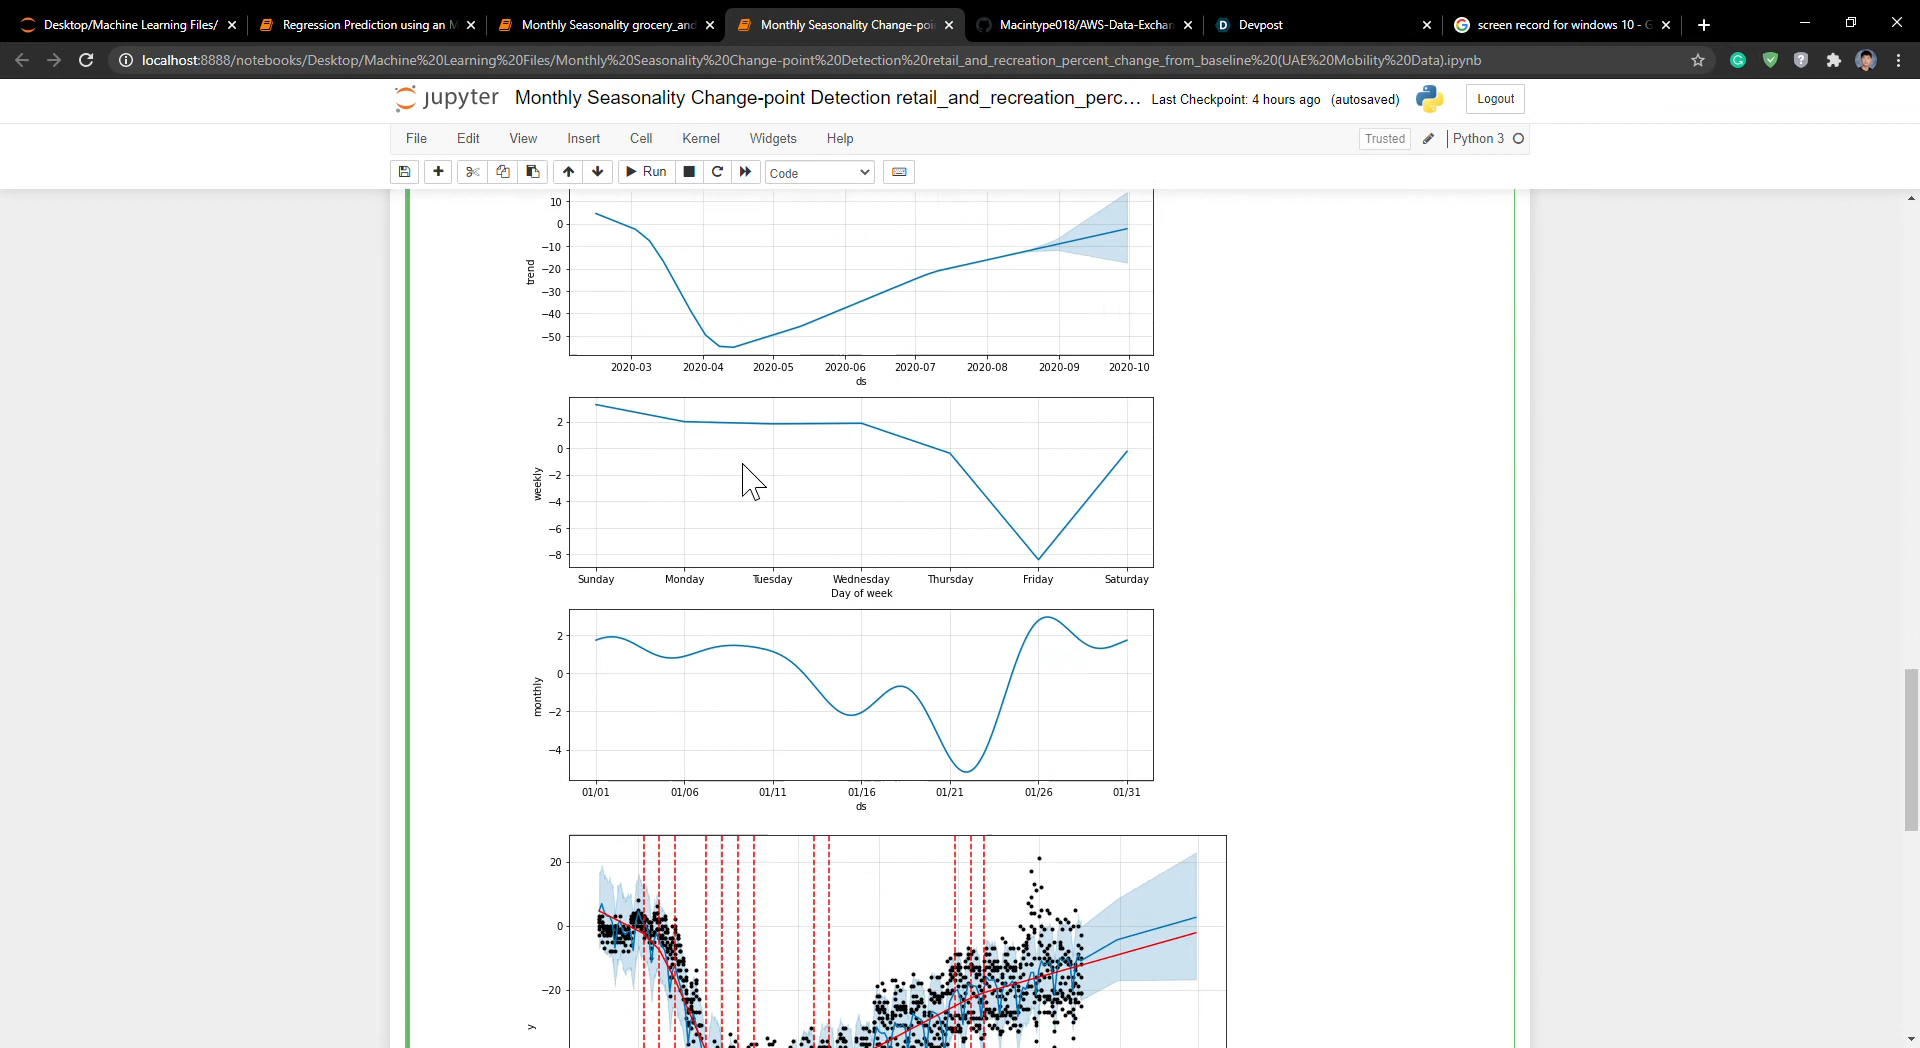 Desktop/Machine Learning Files/
Regression Prediction using an M
Monthly Seasonality grocery_and
Monthly Seasonality Change-poi
Macintype018/AWS-Data-Exchan
Devpost
screen record for windows 10 - G
localhost:8888/notebooks/Desktop/Machine%20Learning%20Files/Monthly%20Seasonality%20Change-point%20Detection%20retail_and_recreation_percent_change_from_baseline%20(UAE%20Mobility%20Data).ipynb
jupyter Monthly Seasonality Change-point Detection retail_and_recreation_perc... Last Checkpoint: 4 hours ago (autosaved) Logout
File Edit View Insert Cell Kernel Widgets Help Trusted Python 3
Run Code
10
0
−10
−20
−30
−40
−50
trend
2020-03 2020-04 2020-05 2020-06 2020-07 2020-08 2020-09 2020-10
ds
2
0
−2
−4
−6
−8
weekly
Sunday Monday Tuesday Wednesday Thursday Friday Saturday
Day of week
2
0
−2
−4
monthly
01/01 01/06 01/11 01/16 01/21 01/26 01/31
ds
20
0
−20
y